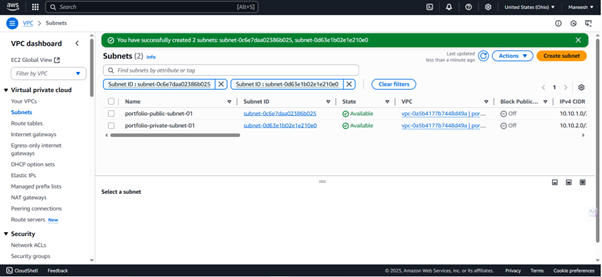 aws
Search
[Alt+S]
United States (Ohio)
Maneesh
VPC
Subnets
VPC dashboard
EC2 Global View
Filter by VPC
Virtual private cloud
Your VPCs
Subnets
Route tables
Internet gateways
Egress-only internet
gateways
DHCP option sets
Elastic IPs
Managed prefix lists
NAT gateways
Peering connections
Route servers New
Security
Network ACLs
Security groups
You have successfully created 2 subnets: subnet-0c6e7daa02386b025, subnet-0d63e1b02e1e210e0
Subnets (2) Info
Last updated
less than a minute ago
Actions
Create subnet
Find subnets by attribute or tag
Subnet ID : subnet-0c6e7daa02386b025
Subnet ID : subnet-0d63e1b02e1e210e0
Clear filters
1
Name
Subnet ID
State
VPC
Block Public...
IPv4 CIDR
portfolio-public-subnet-01
subnet-0c6e7daa02386b025
Available
vpc-0a5b4177b7448d49a | por...
Off
10.10.1.0/
portfolio-private-subnet-01
subnet-0d63e1b02e1e210e0
Available
vpc-0a5b4177b7448d49a | por...
Off
10.10.2.0/
Select a subnet
CloudShell
Feedback
© 2025, Amazon Web Services, Inc. or its affiliates.
Privacy
Terms
Cookie preferences